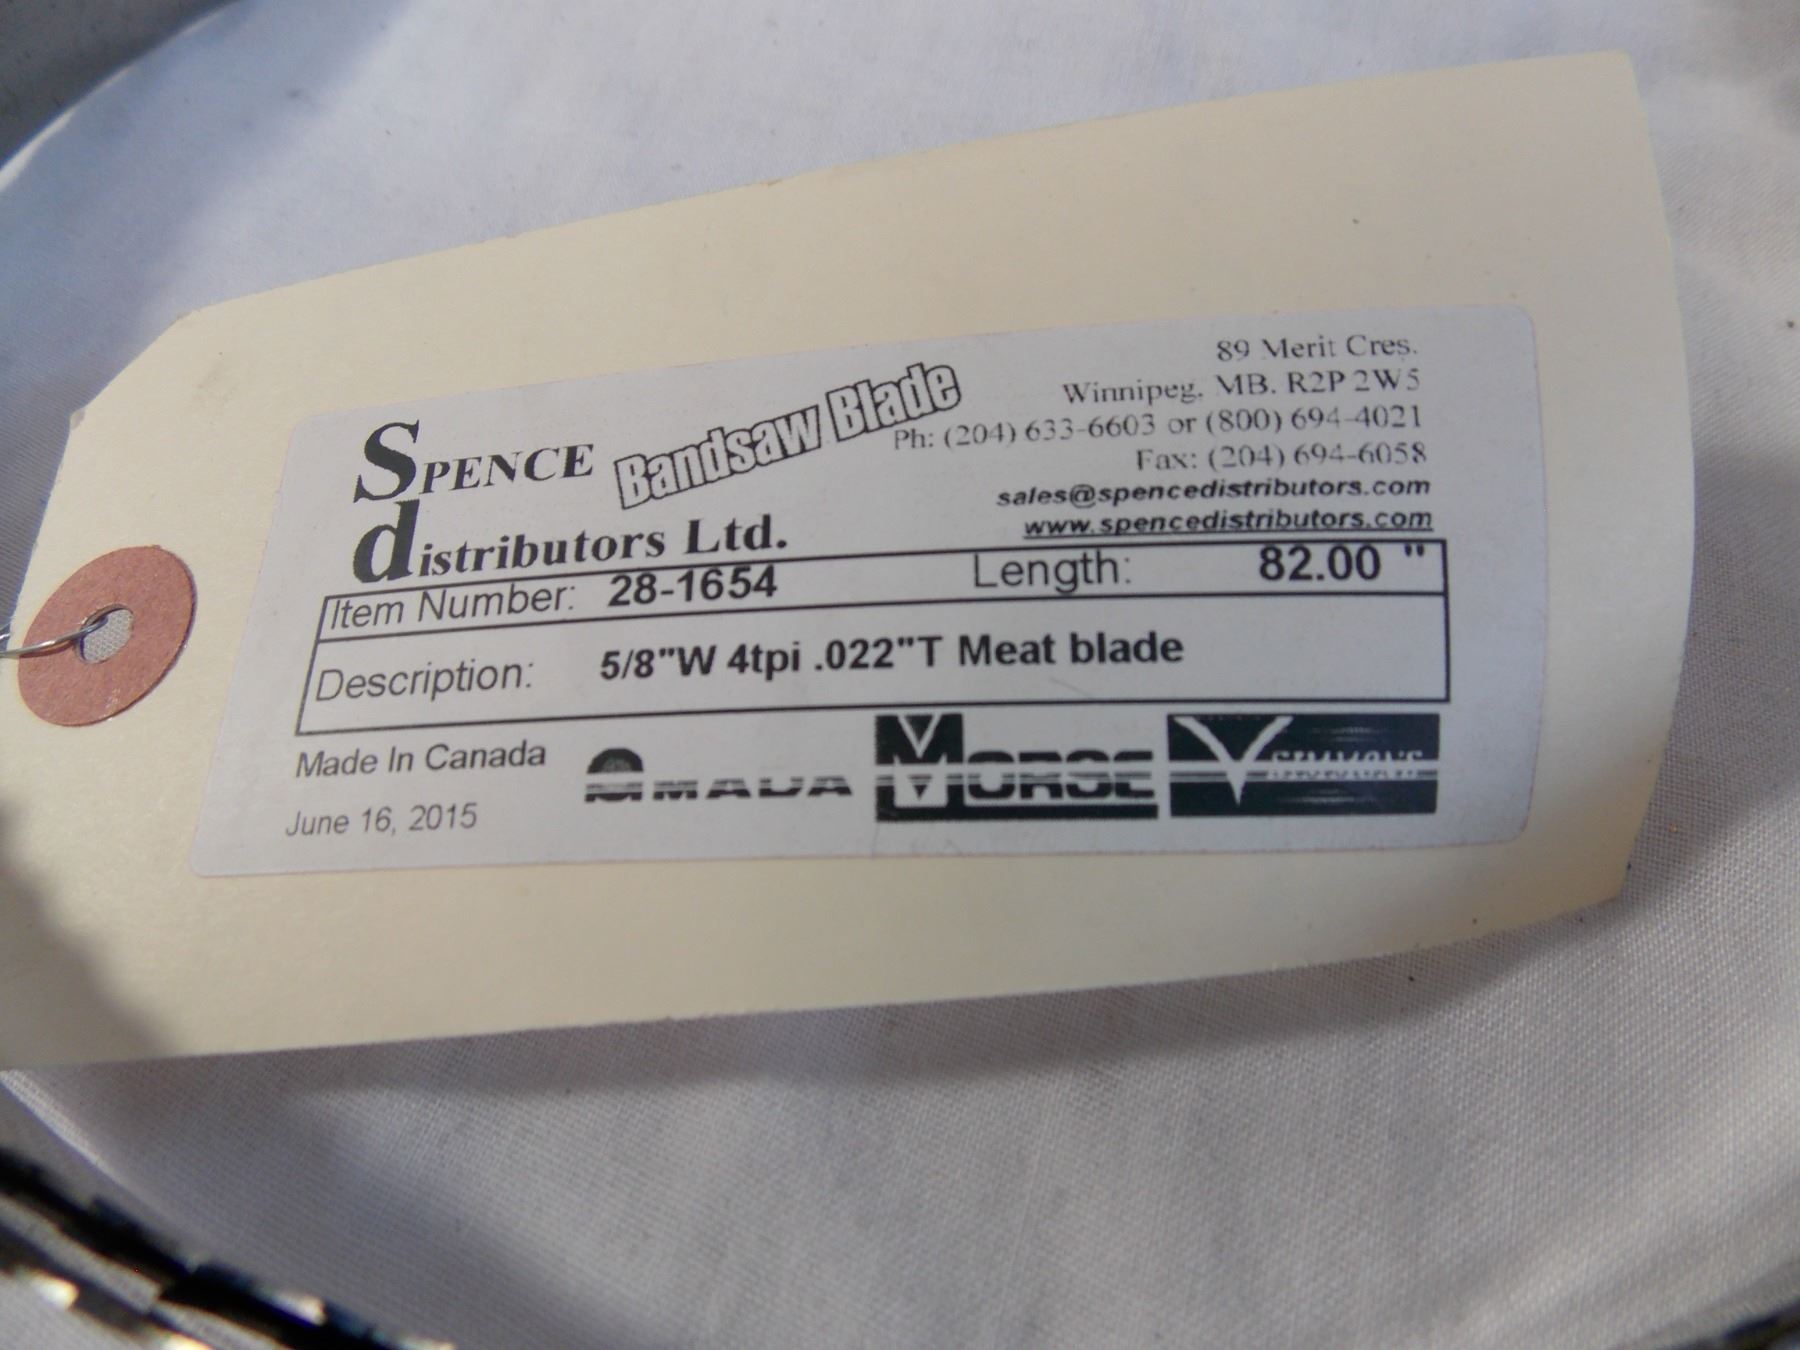 SPENCE Bandsaw Blade
distributors Ltd.
89 Merit Cres.
Winnipeg, MB. R2P 2W5
Ph: (204) 633-6603 or (800) 694-4021
Fax: (204) 694-6058
sales@spencedistributors.com
www.spencedistributors.com
Item Number: 28-1654 Length: 82.00 "
Description: 5/8"W 4tpi .022"T Meat blade
Made In Canada
June 16, 2015
AMADA MORSE SIMMONS